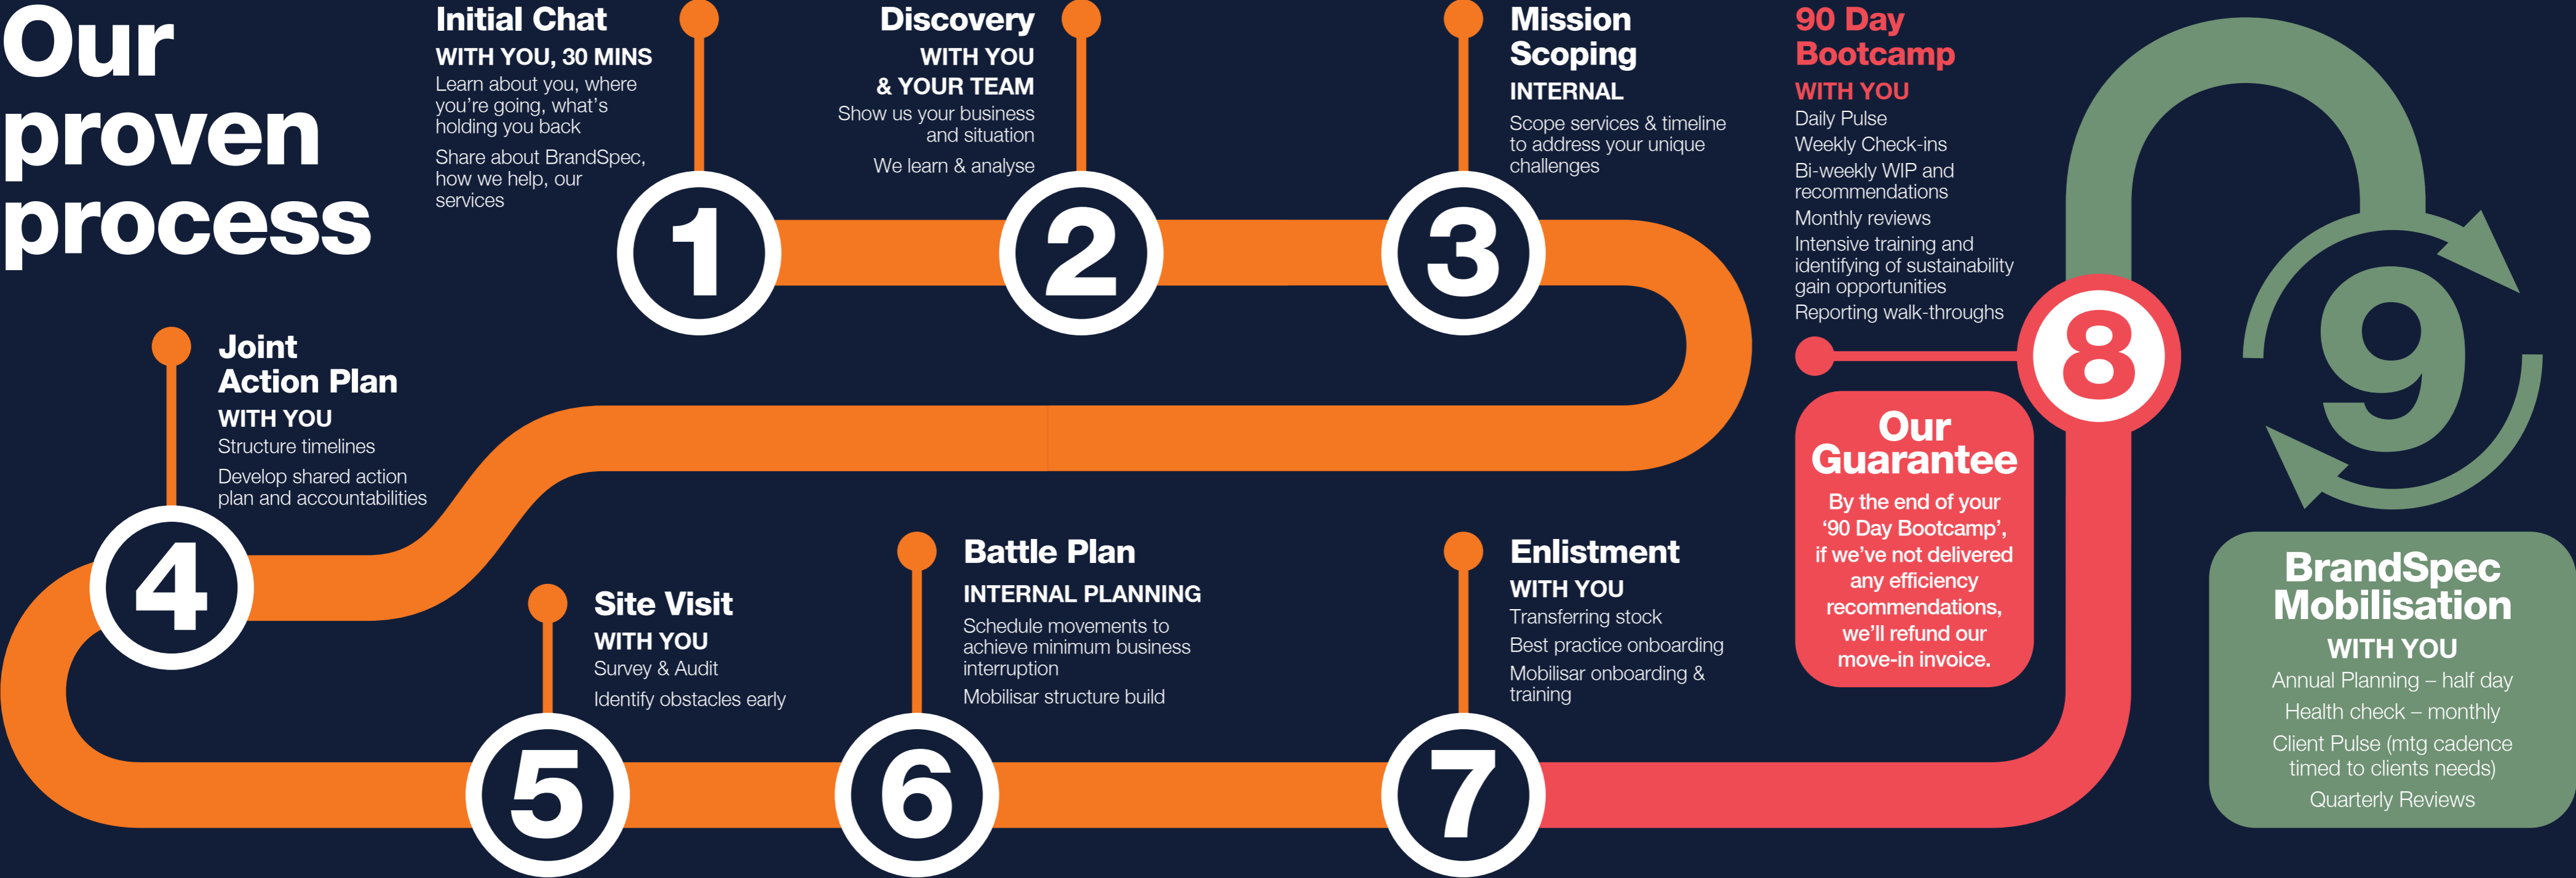 Our
proven
process
Initial Chat
WITH YOU, 30 MINS
Learn about you, where
you're going, what's
holding you back
Share about BrandSpec,
how we help, our
services
1
Discovery
WITH YOU
& YOUR TEAM
Show us your business
and situation
We learn & analyse
2
Mission
Scoping
INTERNAL
Scope services & timeline
to address your unique
challenges
3
Joint
Action Plan
WITH YOU
Structure timelines
Develop shared action
plan and accountabilities
4
Site Visit
WITH YOU
Survey & Audit
Identify obstacles early
5
Battle Plan
INTERNAL PLANNING
Schedule movements to
achieve minimum business
interruption
Mobilisar structure build
6
Enlistment
WITH YOU
Transferring stock
Best practice onboarding
Mobilisar onboarding &
training
7
90 Day
Bootcamp
WITH YOU
Daily Pulse
Weekly Check-ins
Bi-weekly WIP and
recommendations
Monthly reviews
Intensive training and
identifying of sustainability
gain opportunities
Reporting walk-throughs
8
Our
Guarantee
By the end of your
‘90 Day Bootcamp’,
if we've not delivered
any efficiency
recommendations,
we'll refund our
move-in invoice.
9
BrandSpec
Mobilisation
WITH YOU
Annual Planning – half day
Health check – monthly
Client Pulse (mtg cadence
timed to clients needs)
Quarterly Reviews